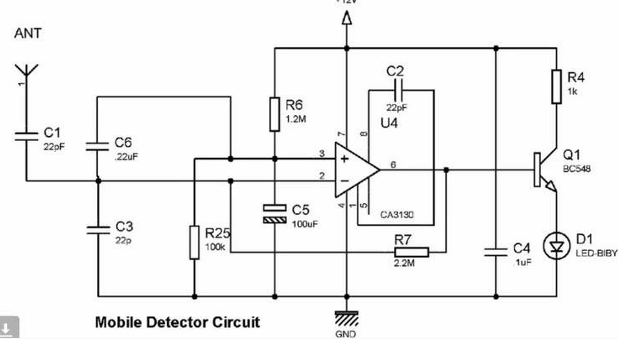 +12V
ANT
1
C1
22pF
C6
.22uF
C3
22p
R6
1.2M
R25
100k
C5
100uF
C2
22pF
U4
7
8
3
2
6
4
1
5
CA3130
R7
2.2M
R4
1k
Q1
BC548
C4
.1uF
D1
LED-BIBY
Mobile Detector Circuit
GND